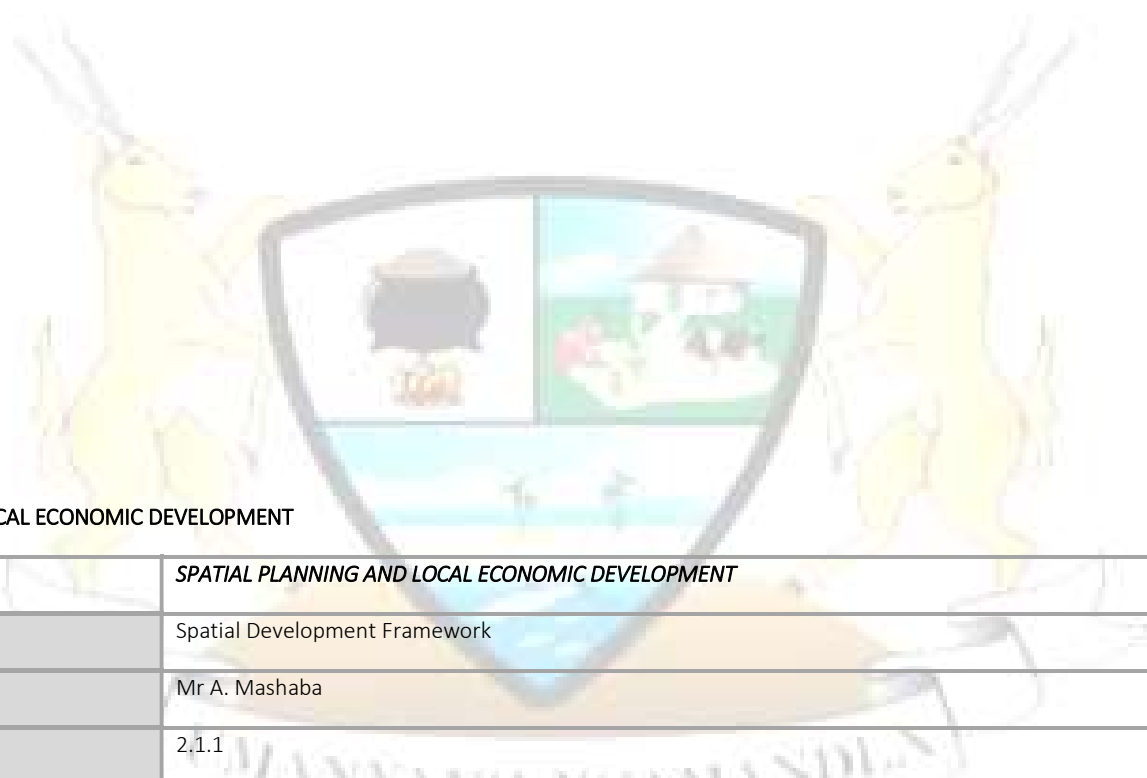 CAL ECONOMIC DEVELOPMENT
SPATIAL PLANNING AND LOCAL ECONOMIC DEVELOPMENT
Spatial Development Framework
Mr A. Mashaba
2.1.1